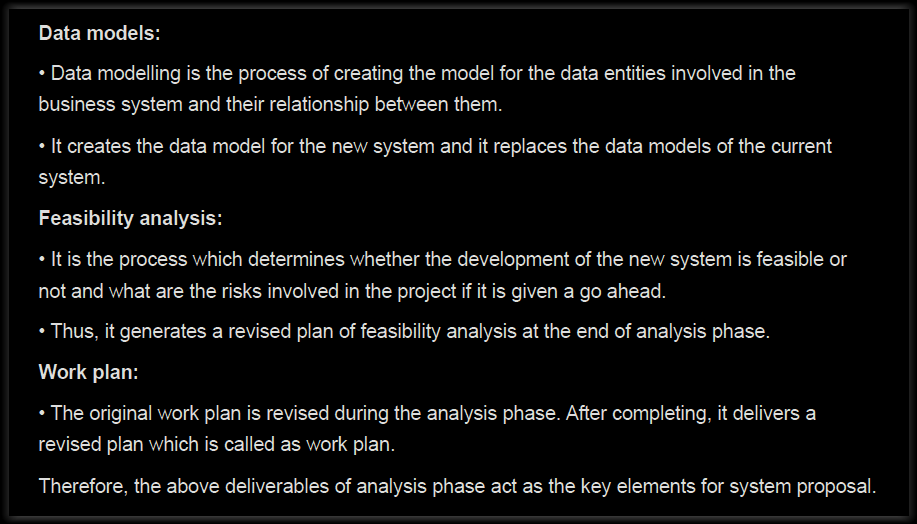 Data models:
• Data modelling is the process of creating the model for the data entities involved in the
business system and their relationship between them.
• It creates the data model for the new system and it replaces the data models of the current
system.
Feasibility analysis:
• It is the process which determines whether the development of the new system is feasible or
not and what are the risks involved in the project if it is given a go ahead.
• Thus, it generates a revised plan of feasibility analysis at the end of analysis phase.
Work plan:
• The original work plan is revised during the analysis phase. After completing, it delivers a
revised plan which is called as work plan.
Therefore, the above deliverables of analysis phase act as the key elements for system proposal.